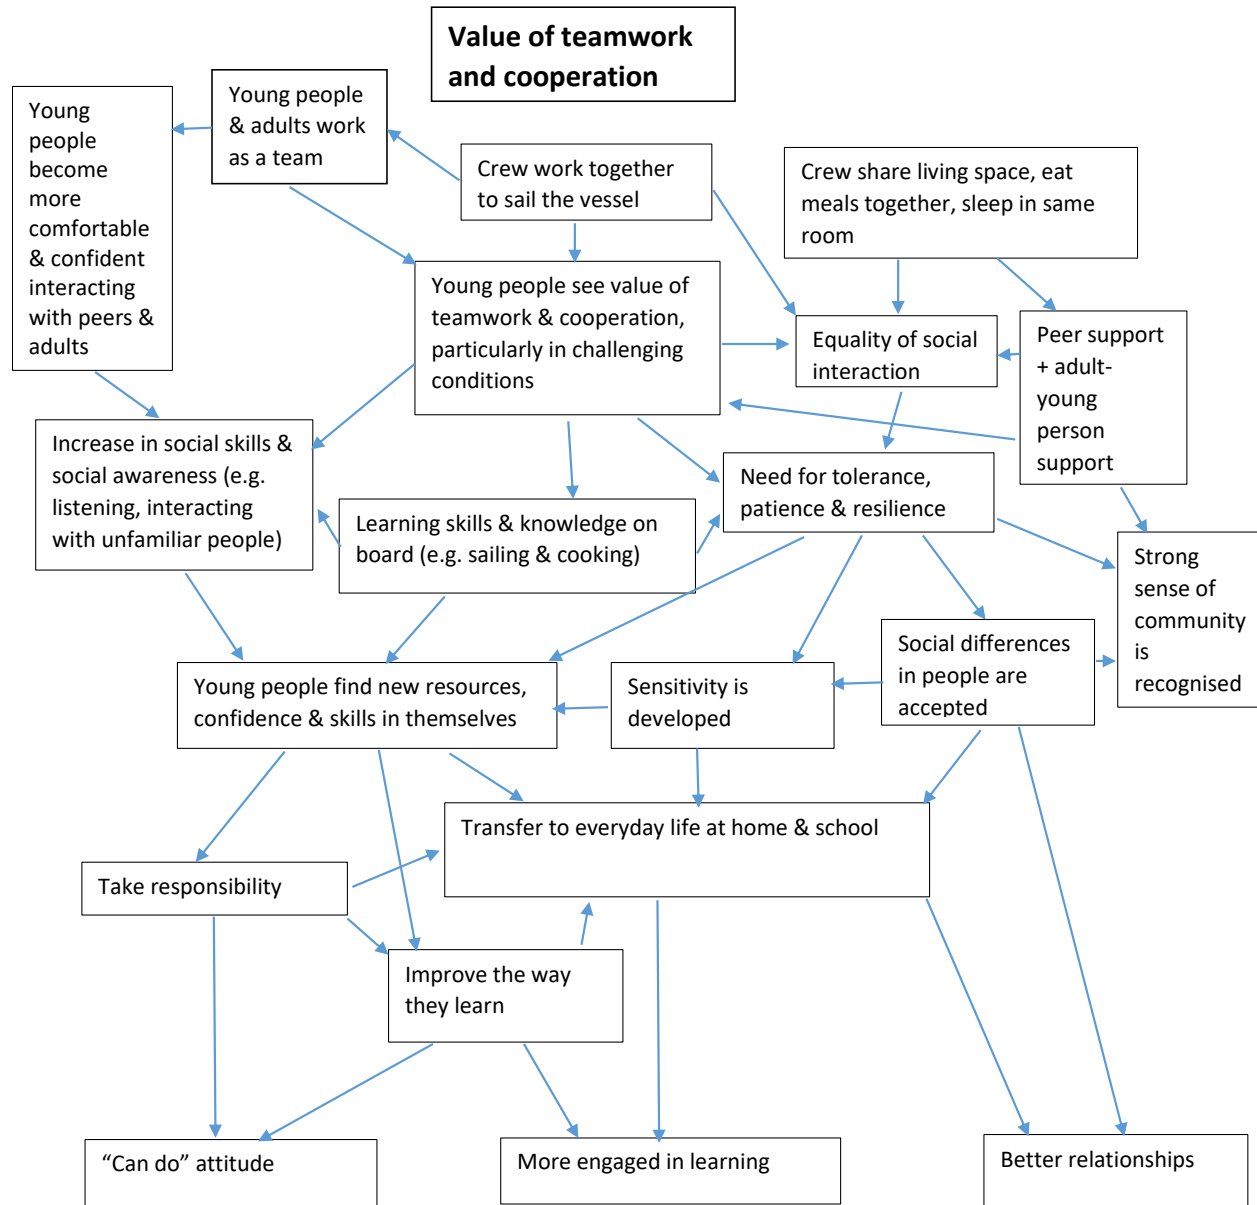 Value of teamwork
and cooperation
Young
people
become
more
comfortable
& confident
interacting
with peers &
adults
Young people
& adults work
as a team
Crew work together
to sail the vessel
Crew share living space, eat
meals together, sleep in same
room
Young people see value of
teamwork & cooperation,
particularly in challenging
conditions
Equality of social
interaction
Peer support
+ adult-
young
person
support
Increase in social skills &
social awareness (e.g.
listening, interacting
with unfamiliar people)
Learning skills & knowledge on
board (e.g. sailing & cooking)
Need for tolerance,
patience & resilience
Strong
sense of
community
is
recognised
Young people find new resources,
confidence & skills in themselves
Sensitivity is
developed
Social differences
in people are
accepted
Transfer to everyday life at home & school
Take responsibility
Improve the way
they learn
“Can do” attitude
More engaged in learning
Better relationships